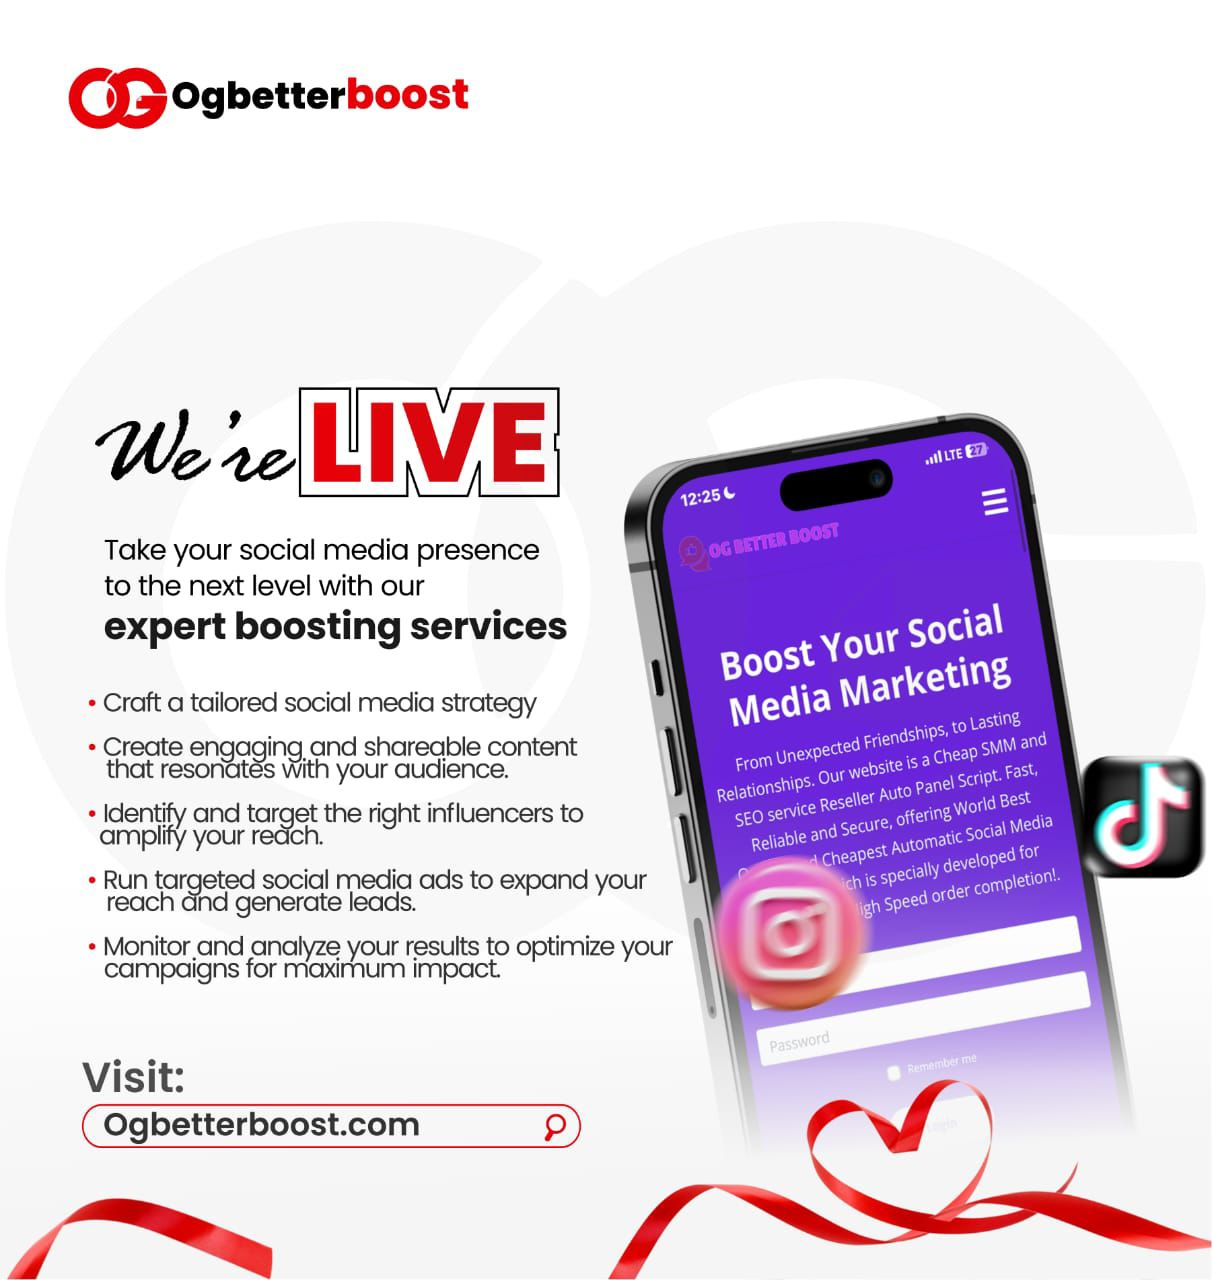 OG Ogbetterboost
We're LIVE
Take your social media presence
to the next level with our
expert boosting services
• Craft a tailored social media strategy
• Create engaging and shareable content
that resonates with your audience.
• Identify and target the right influencers to
amplify your reach.
• Run targeted social media ads to expand your
reach and generate leads.
• Monitor and analyze your results to optimize your
campaigns for maximum impact.
Visit:
Ogbetterboost.com
12:25 LTE 27
OG BETTER BOOST
Boost Your Social
Media Marketing
From Unexpected Friendships, to Lasting
Relationships. Our website is a Cheap SMM and
SEO service Reseller Auto Panel Script. Fast,
Reliable and Secure, offering World Best
Cheapest Automatic Social Media
is specially developed for
Speed order completion!.
Password
Remember me
Login